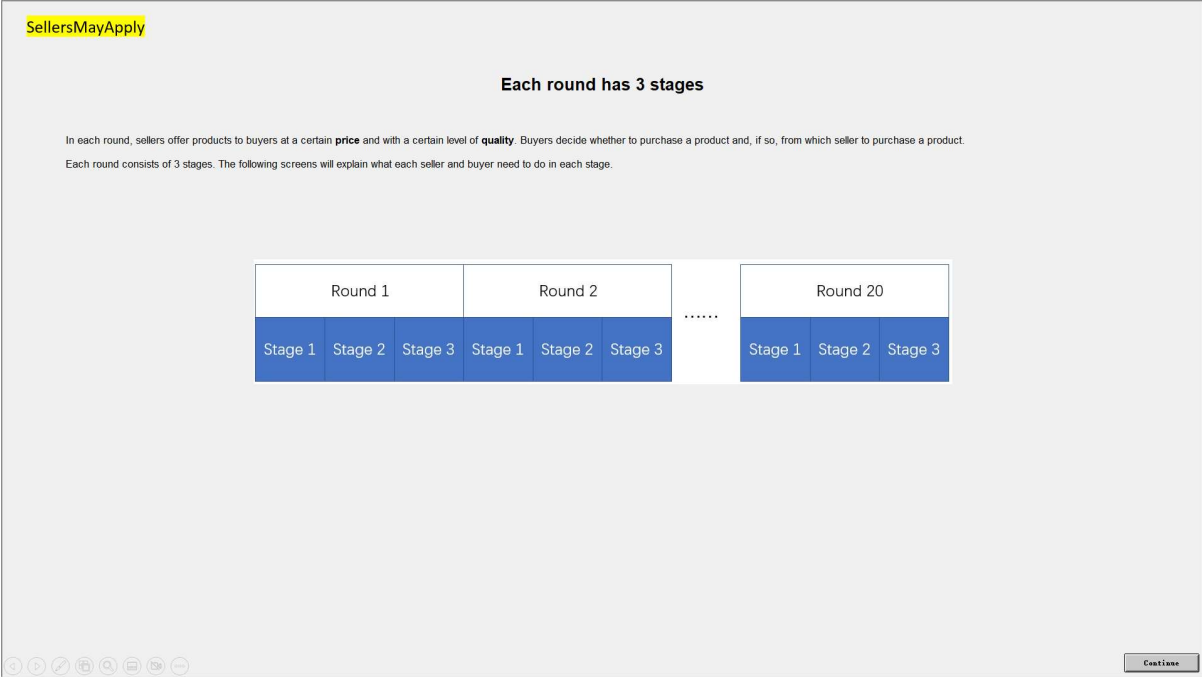 SellersMayApply
Each round has 3 stages
In each round, sellers offer products to buyers at a certain price and with a certain level of quality. Buyers decide whether to purchase a product and, if so, from which seller to purchase a product.
Each round consists of 3 stages. The following screens will explain what each seller and buyer need to do in each stage.
Round 1 Round 2 ...... Round 20
Stage 1 Stage 2 Stage 3 Stage 1 Stage 2 Stage 3 Stage 1 Stage 2 Stage 3
Continue